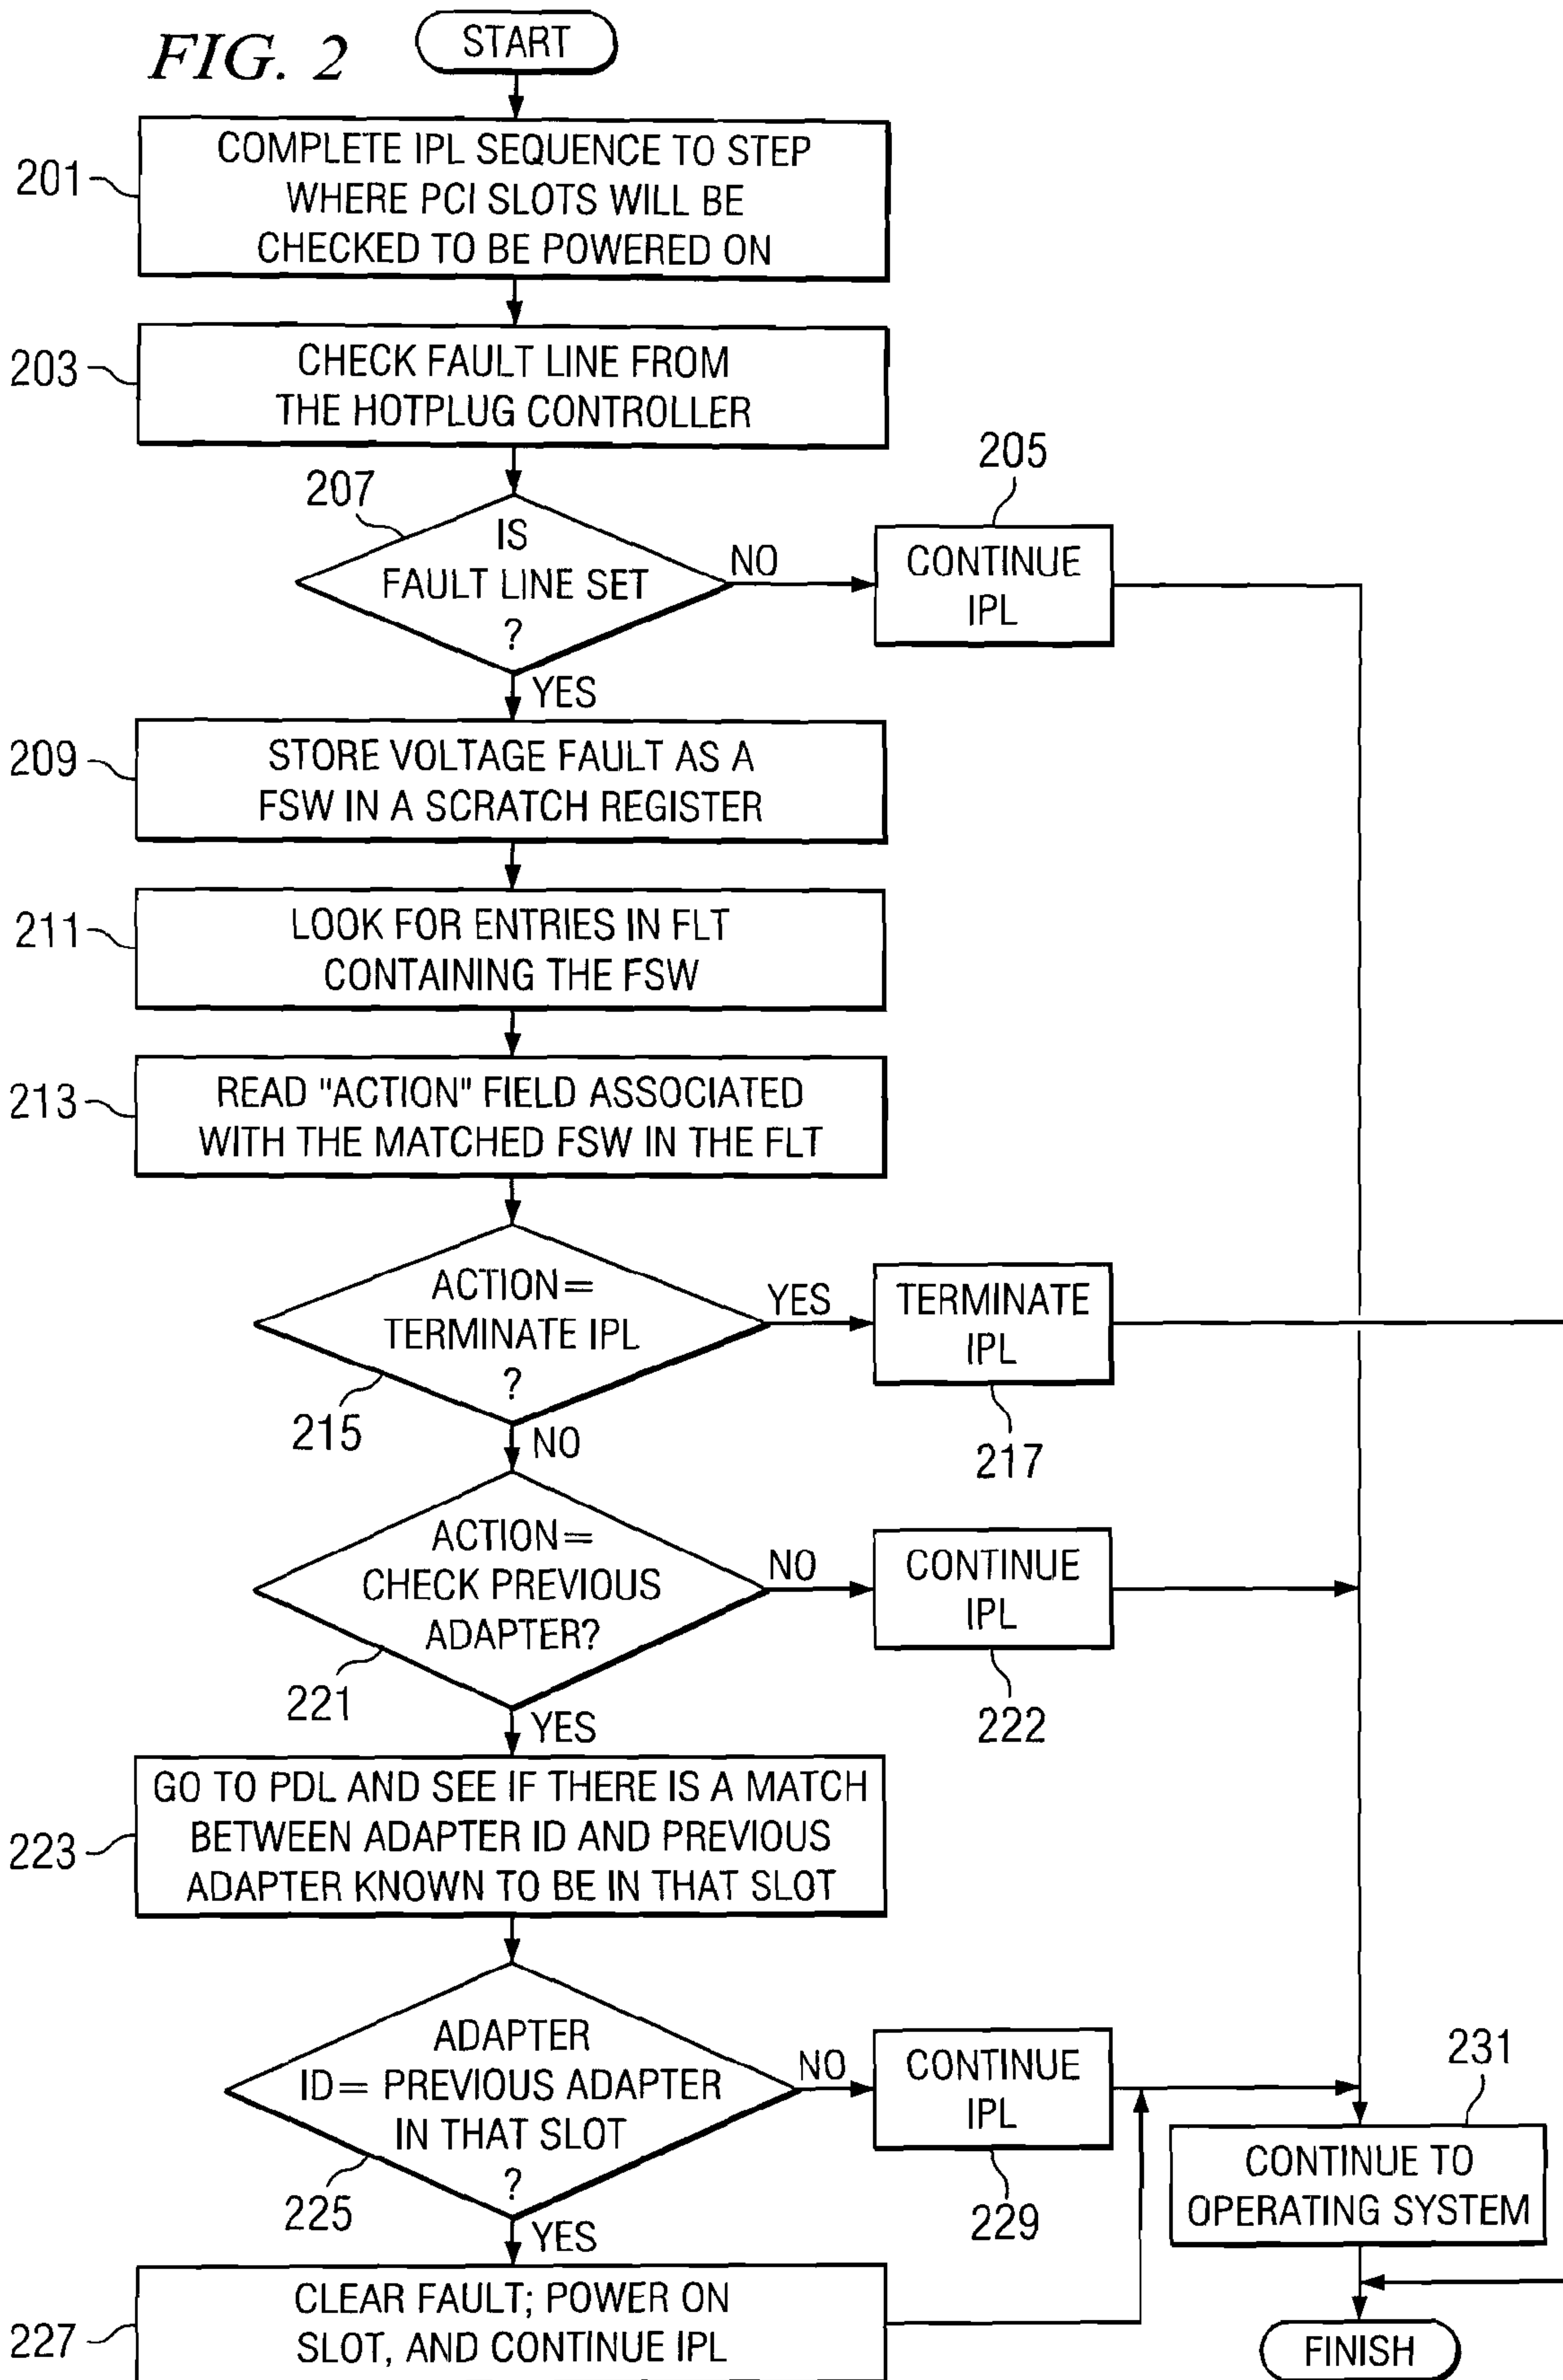 FIG. 2
START
201
COMPLETE IPL SEQUENCE TO STEP
WHERE PCI SLOTS WILL BE
CHECKED TO BE POWERED ON
203
CHECK FAULT LINE FROM
THE HOTPLUG CONTROLLER
207
IS
FAULT LINE SET
?
NO
205
CONTINUE
IPL
YES
209
STORE VOLTAGE FAULT AS A
FSW IN A SCRATCH REGISTER
211
LOOK FOR ENTRIES IN FLT
CONTAINING THE FSW
213
READ "ACTION" FIELD ASSOCIATED
WITH THE MATCHED FSW IN THE FLT
ACTION=
TERMINATE IPL
?
215
YES
TERMINATE
IPL
217
NO
ACTION=
CHECK PREVIOUS
ADAPTER?
221
NO
CONTINUE
IPL
222
YES
223
GO TO PDL AND SEE IF THERE IS A MATCH
BETWEEN ADAPTER ID AND PREVIOUS
ADAPTER KNOWN TO BE IN THAT SLOT
ADAPTER
ID= PREVIOUS ADAPTER
IN THAT SLOT
?
225
NO
CONTINUE
IPL
229
231
CONTINUE TO
OPERATING SYSTEM
YES
227
CLEAR FAULT; POWER ON
SLOT, AND CONTINUE IPL
FINISH